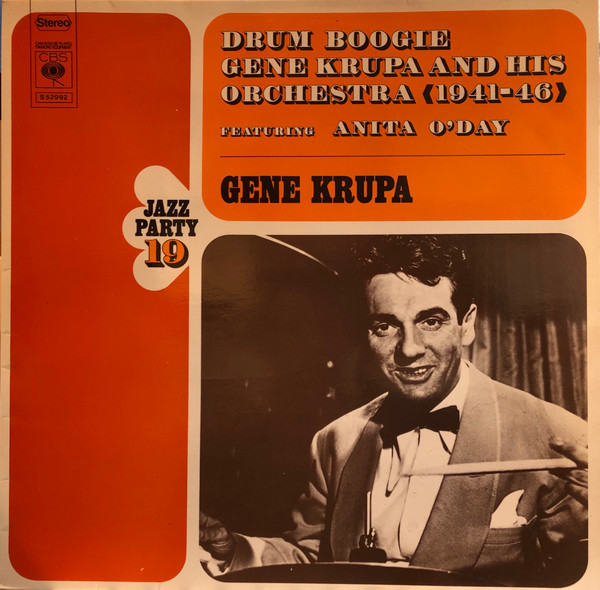 Stereo
CBS
S 52992
DRUM BOOGIE
GENE KRUPA AND HIS
ORCHESTRA (1941-46)
FEATURING ANITA O'DAY
GENE KRUPA
JAZZ
PARTY
19